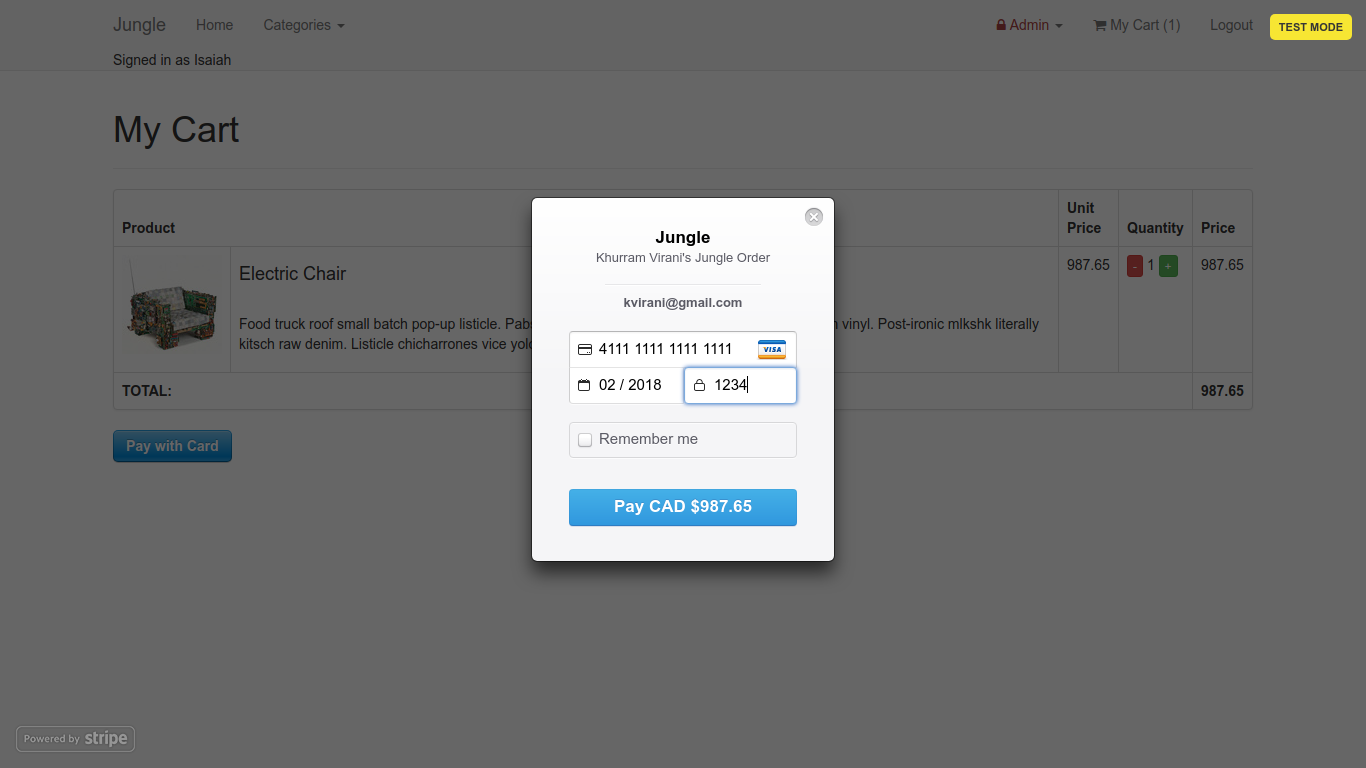 Jungle Home Categories Admin My Cart (1) Logout TEST MODE
Signed in as Isaiah
My Cart
Product Unit Price Quantity Price
Electric Chair 987.65 - 1 + 987.65
Food truck roof small batch pop-up listicle. vinyl. Post-ironic mlkshk literally
kitsch raw denim. Listicle chicharrones vice
TOTAL: 987.65
Pay with Card
Jungle
Khurram Virani's Jungle Order
kvirani@gmail.com
4111 1111 1111 1111 VISA
02 / 2018 1234
Remember me
Pay CAD $987.65
Powered by stripe